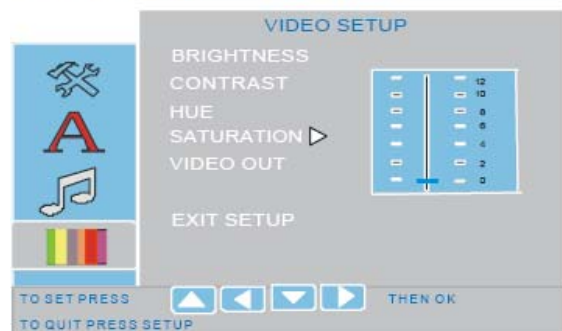 VIDEO SETUP
BRIGHTNESS
CONTRAST
HUE
SATURATION
VIDEO OUT
EXIT SETUP
A
12
10
8
6
4
2
0
TO SET PRESS THEN OK
TO QUIT PRESS SETUP